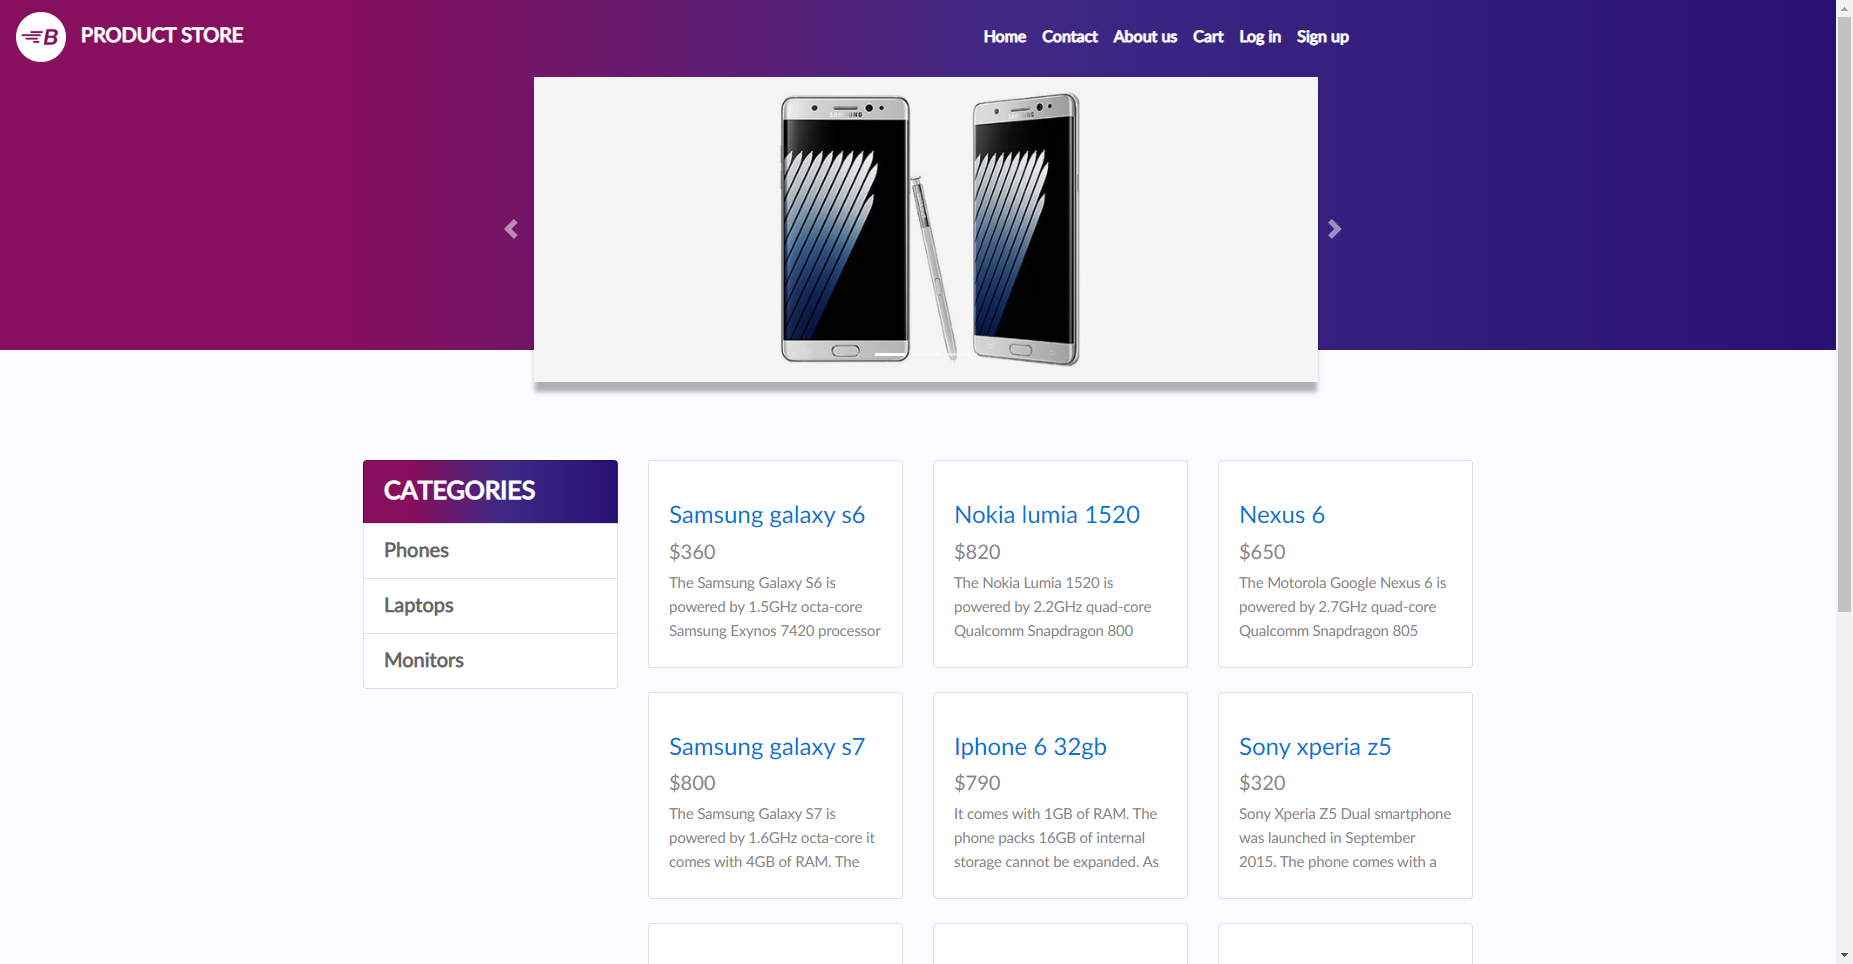 B PRODUCT STORE
Home Contact About us Cart Log in Sign up
SAMSUNG
SAMSUNG
CATEGORIES
Phones
Laptops
Monitors
Samsung galaxy s6
$360
The Samsung Galaxy S6 is
powered by 1.5GHz octa-core
Samsung Exynos 7420 processor
Nokia lumia 1520
$820
The Nokia Lumia 1520 is
powered by 2.2GHz quad-core
Qualcomm Snapdragon 800
Nexus 6
$650
The Motorola Google Nexus 6 is
powered by 2.7GHz quad-core
Qualcomm Snapdragon 805
Samsung galaxy s7
$800
The Samsung Galaxy S7 is
powered by 1.6GHz octa-core it
comes with 4GB of RAM. The
Iphone 6 32gb
$790
It comes with 1GB of RAM. The
phone packs 16GB of internal
storage cannot be expanded. As
Sony xperia z5
$320
Sony Xperia Z5 Dual smartphone
was launched in September
2015. The phone comes with a